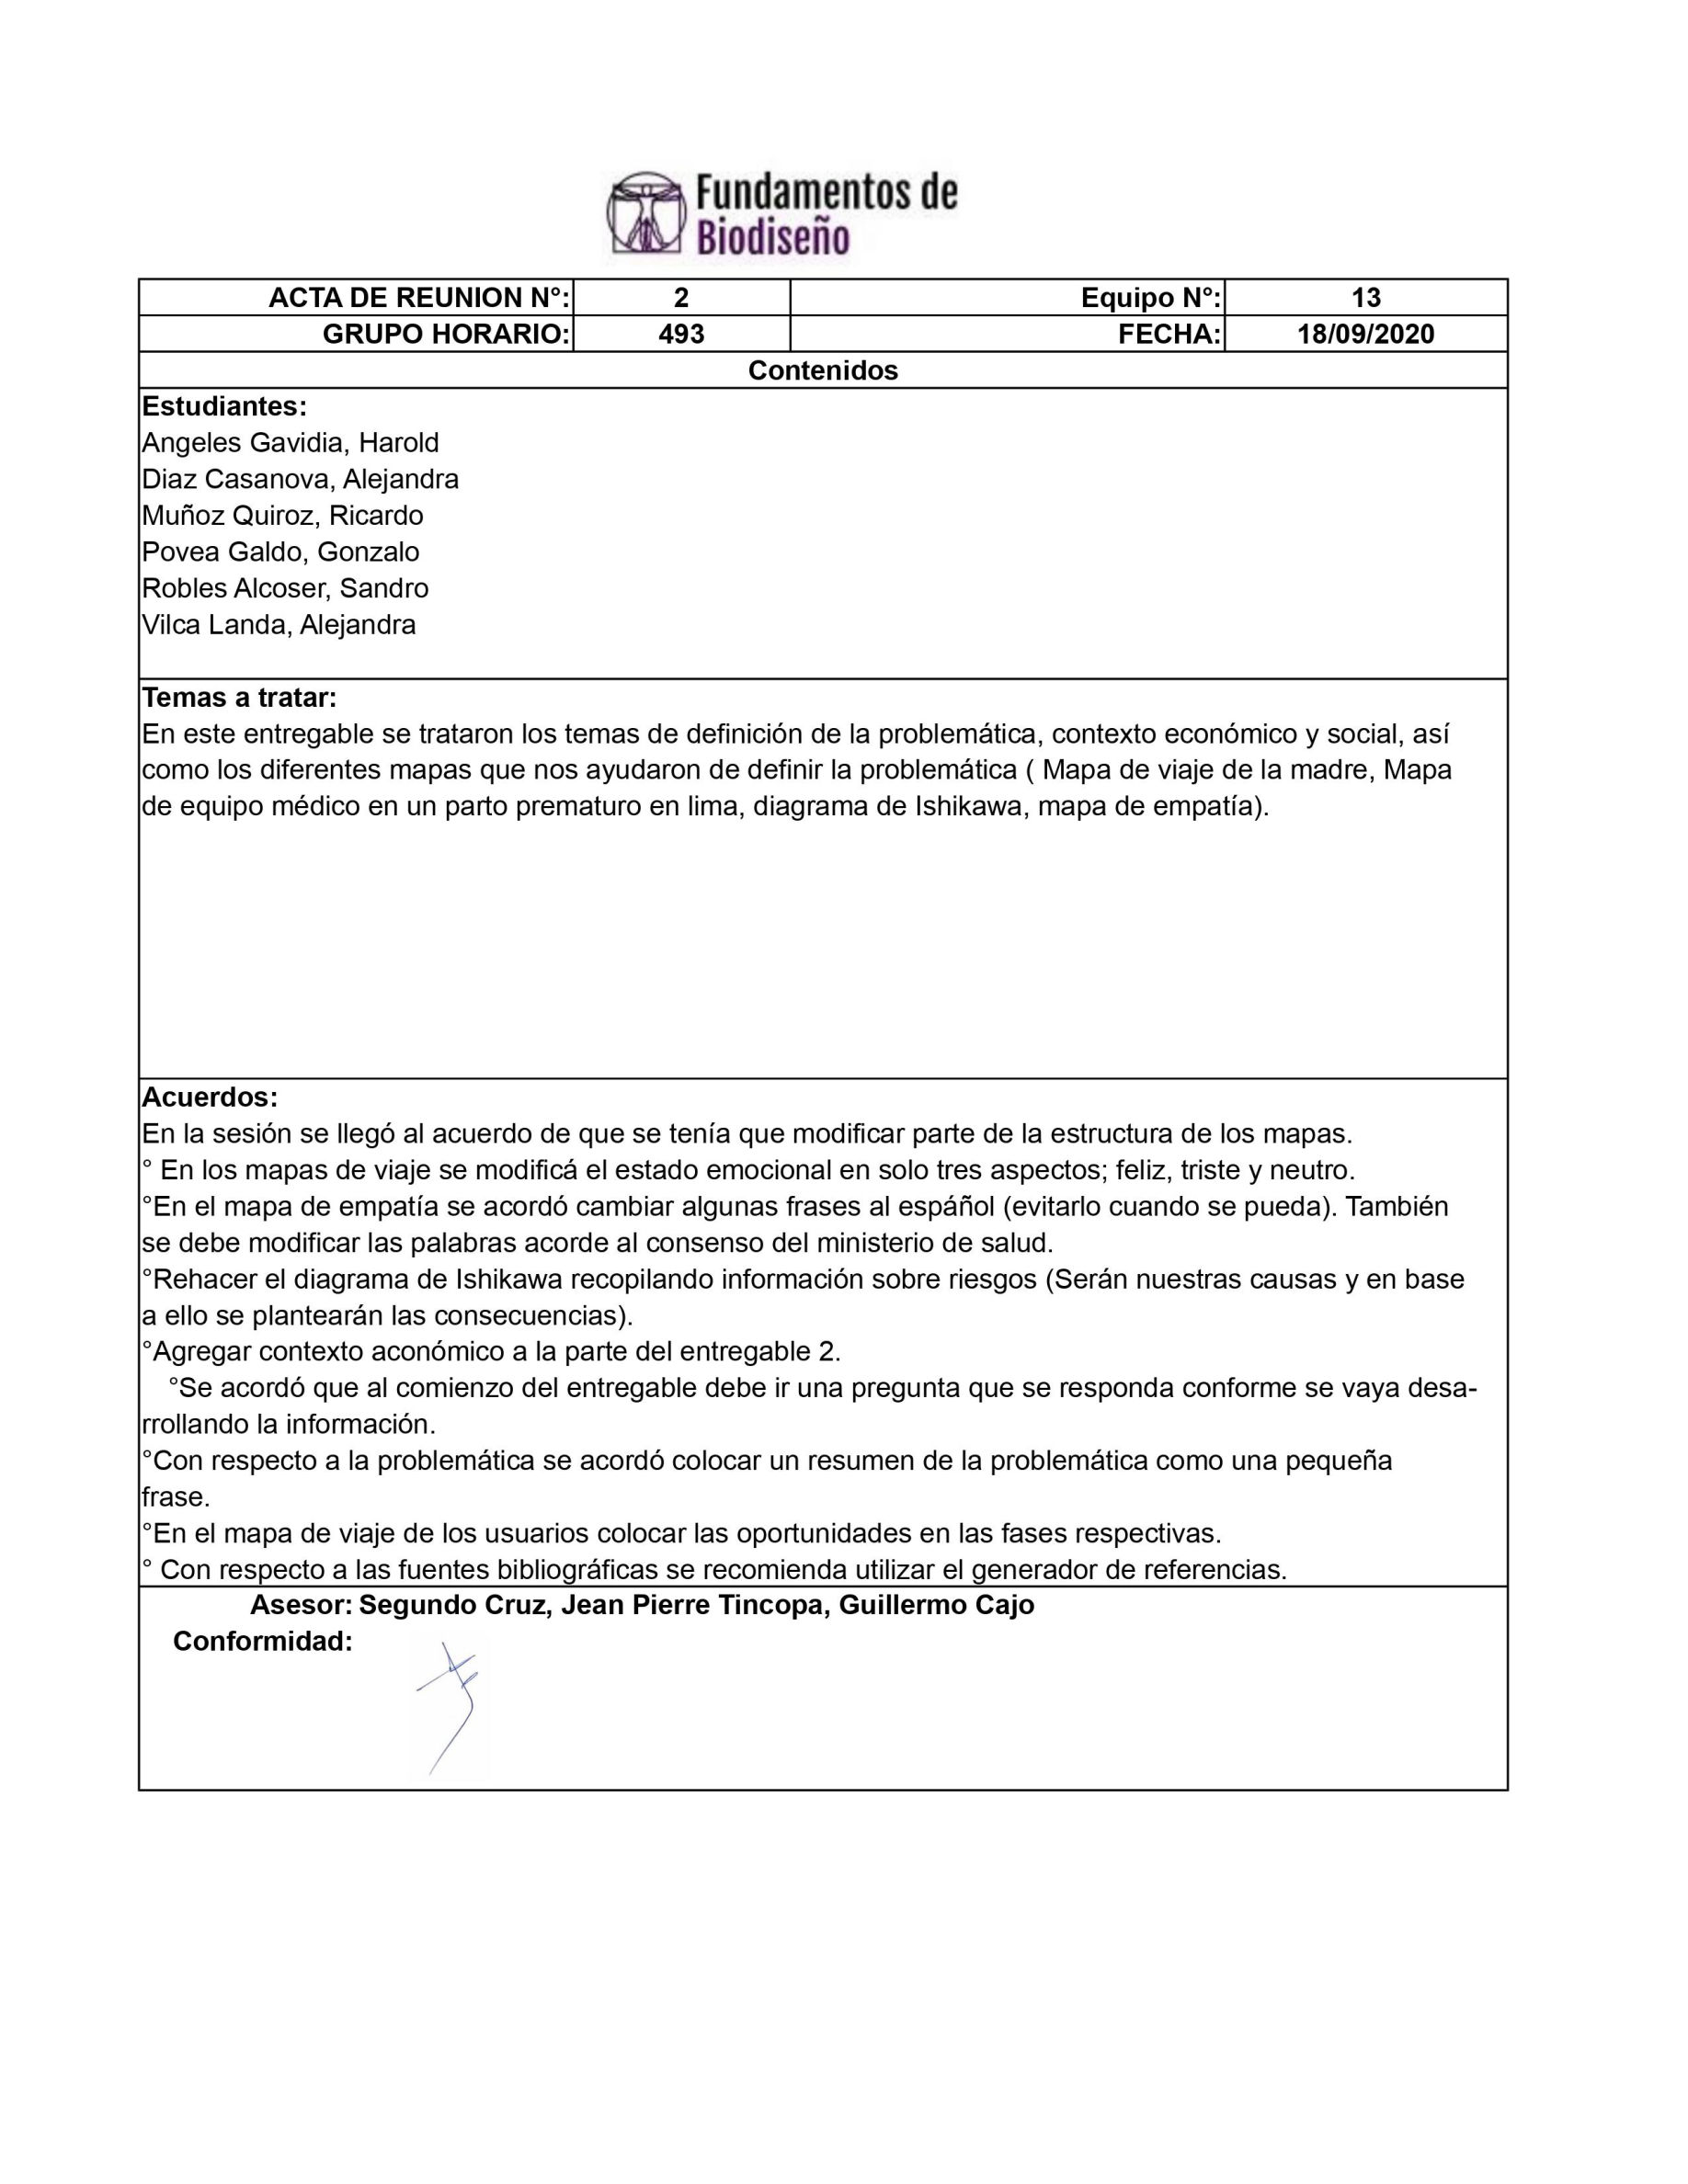 Fundamentos de
Biodiseño
ACTA DE REUNION N°: 2 Equipo N°: 13
GRUPO HORARIO: 493 FECHA: 18/09/2020
Contenidos
Estudiantes:
Angeles Gavidia, Harold
Diaz Casanova, Alejandra
Muñoz Quiroz, Ricardo
Povea Galdo, Gonzalo
Robles Alcoser, Sandro
Vilca Landa, Alejandra
Temas a tratar:
En este entregable se trataron los temas de definición de la problemática, contexto económico y social, así
como los diferentes mapas que nos ayudaron de definir la problemática ( Mapa de viaje de la madre, Mapa
de equipo médico en un parto prematuro en lima, diagrama de Ishikawa, mapa de empatía).
Acuerdos:
En la sesión se llegó al acuerdo de que se tenía que modificar parte de la estructura de los mapas.
° En los mapas de viaje se modificá el estado emocional en solo tres aspectos; feliz, triste y neutro.
°En el mapa de empatía se acordó cambiar algunas frases al español (evitarlo cuando se pueda). También
se debe modificar las palabras acorde al consenso del ministerio de salud.
°Rehacer el diagrama de Ishikawa recopilando información sobre riesgos (Serán nuestras causas y en base
a ello se plantearán las consecuencias).
°Agregar contexto aconómico a la parte del entregable 2.
°Se acordó que al comienzo del entregable debe ir una pregunta que se responda conforme se vaya desa-
rrollando la información.
°Con respecto a la problemática se acordó colocar un resumen de la problemática como una pequeña
frase.
°En el mapa de viaje de los usuarios colocar las oportunidades en las fases respectivas.
° Con respecto a las fuentes bibliográficas se recomienda utilizar el generador de referencias.
Asesor: Segundo Cruz, Jean Pierre Tincopa, Guillermo Cajo
Conformidad: